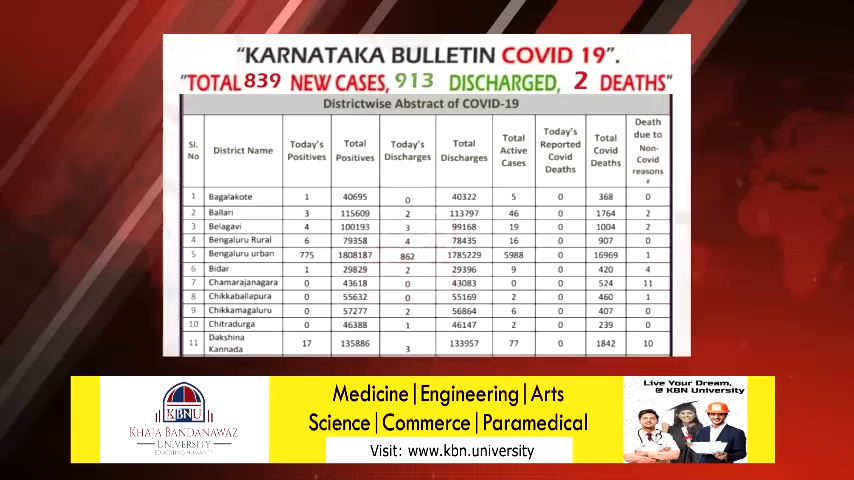 "KARNATAKA BULLETIN COVID 19".
"TOTAL 839 NEW CASES, 913 DISCHARGED, 2 DEATHS"
Districtwise Abstract of COVID-19
Sl. No District Name Today's Positives Total Positives Today's Discharges Total Discharges Total Active Cases Today's Reported Covid Deaths Total Covid Deaths Death due to Non-Covid reasons #
1 Bagalakote 1 40695 0 40322 5 0 368 0
2 Ballari 3 115609 2 113797 46 0 1764 2
3 Belagavi 4 100193 3 99168 19 0 1004 2
4 Bengaluru Rural 6 79358 4 78435 16 0 907 0
5 Bengaluru urban 775 1808187 862 1785229 5988 0 16969 1
6 Bidar 1 29829 2 29396 9 0 420 4
7 Chamarajanagara 0 43618 0 43083 0 0 524 11
8 Chikkaballapura 0 55632 0 55169 2 0 460 1
9 Chikkamagaluru 0 57277 2 56864 6 0 407 0
10 Chitradurga 0 46388 1 46147 2 0 239 0
11 Dakshina Kannada 17 135886 3 133957 77 0 1842 10
KBNU
KHAJA BANDANAWAZ
UNIVERSITY
EDUCATING HUMANITY
Medicine|Engineering|Arts
Science|Commerce|Paramedical
Visit: www.kbn.university
Live Your Dream,
@ KBN University